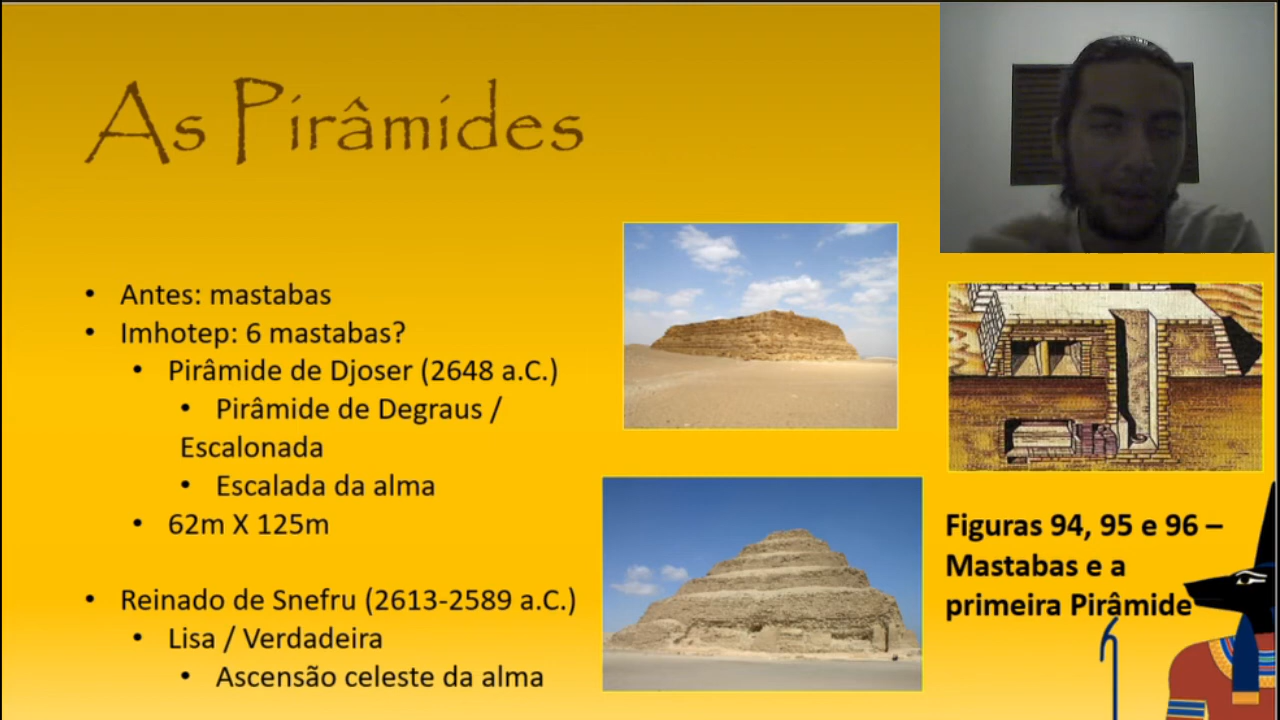 As Pirâmides
• Antes: mastabas
• Imhotep: 6 mastabas?
• Pirâmide de Djoser (2648 a.C.)
• Pirâmide de Degraus /
Escalonada
• Escalada da alma
• 62m X 125m
• Reinado de Snefru (2613-2589 a.C.)
• Lisa / Verdadeira
• Ascensão celeste da alma
Figuras 94, 95 e 96 –
Mastabas e a
primeira Pirâmide